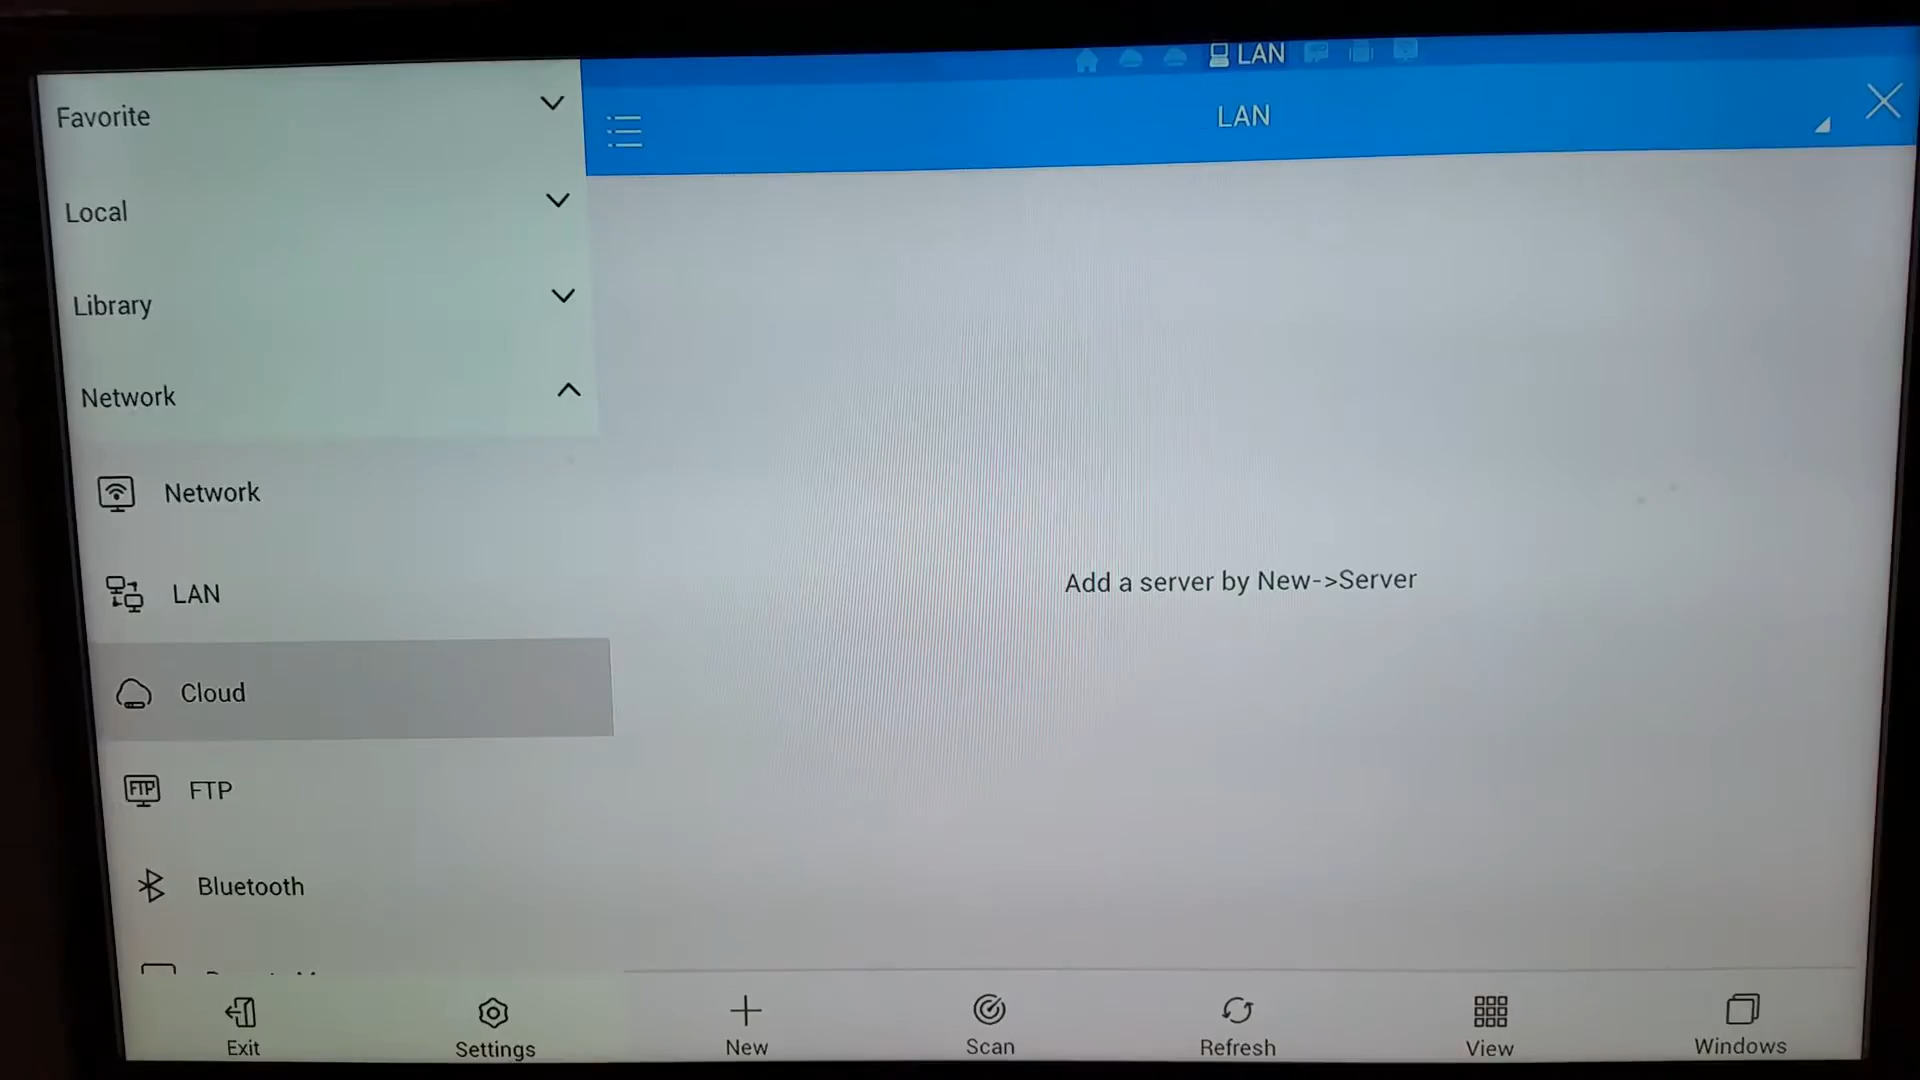 LAN
Favorite
LAN
Local
Library
Network
Network
Add a server by New->Server
LAN
Cloud
FTP
FTP
Bluetooth
Exit
Settings
New
Scan
Refresh
View
Windows